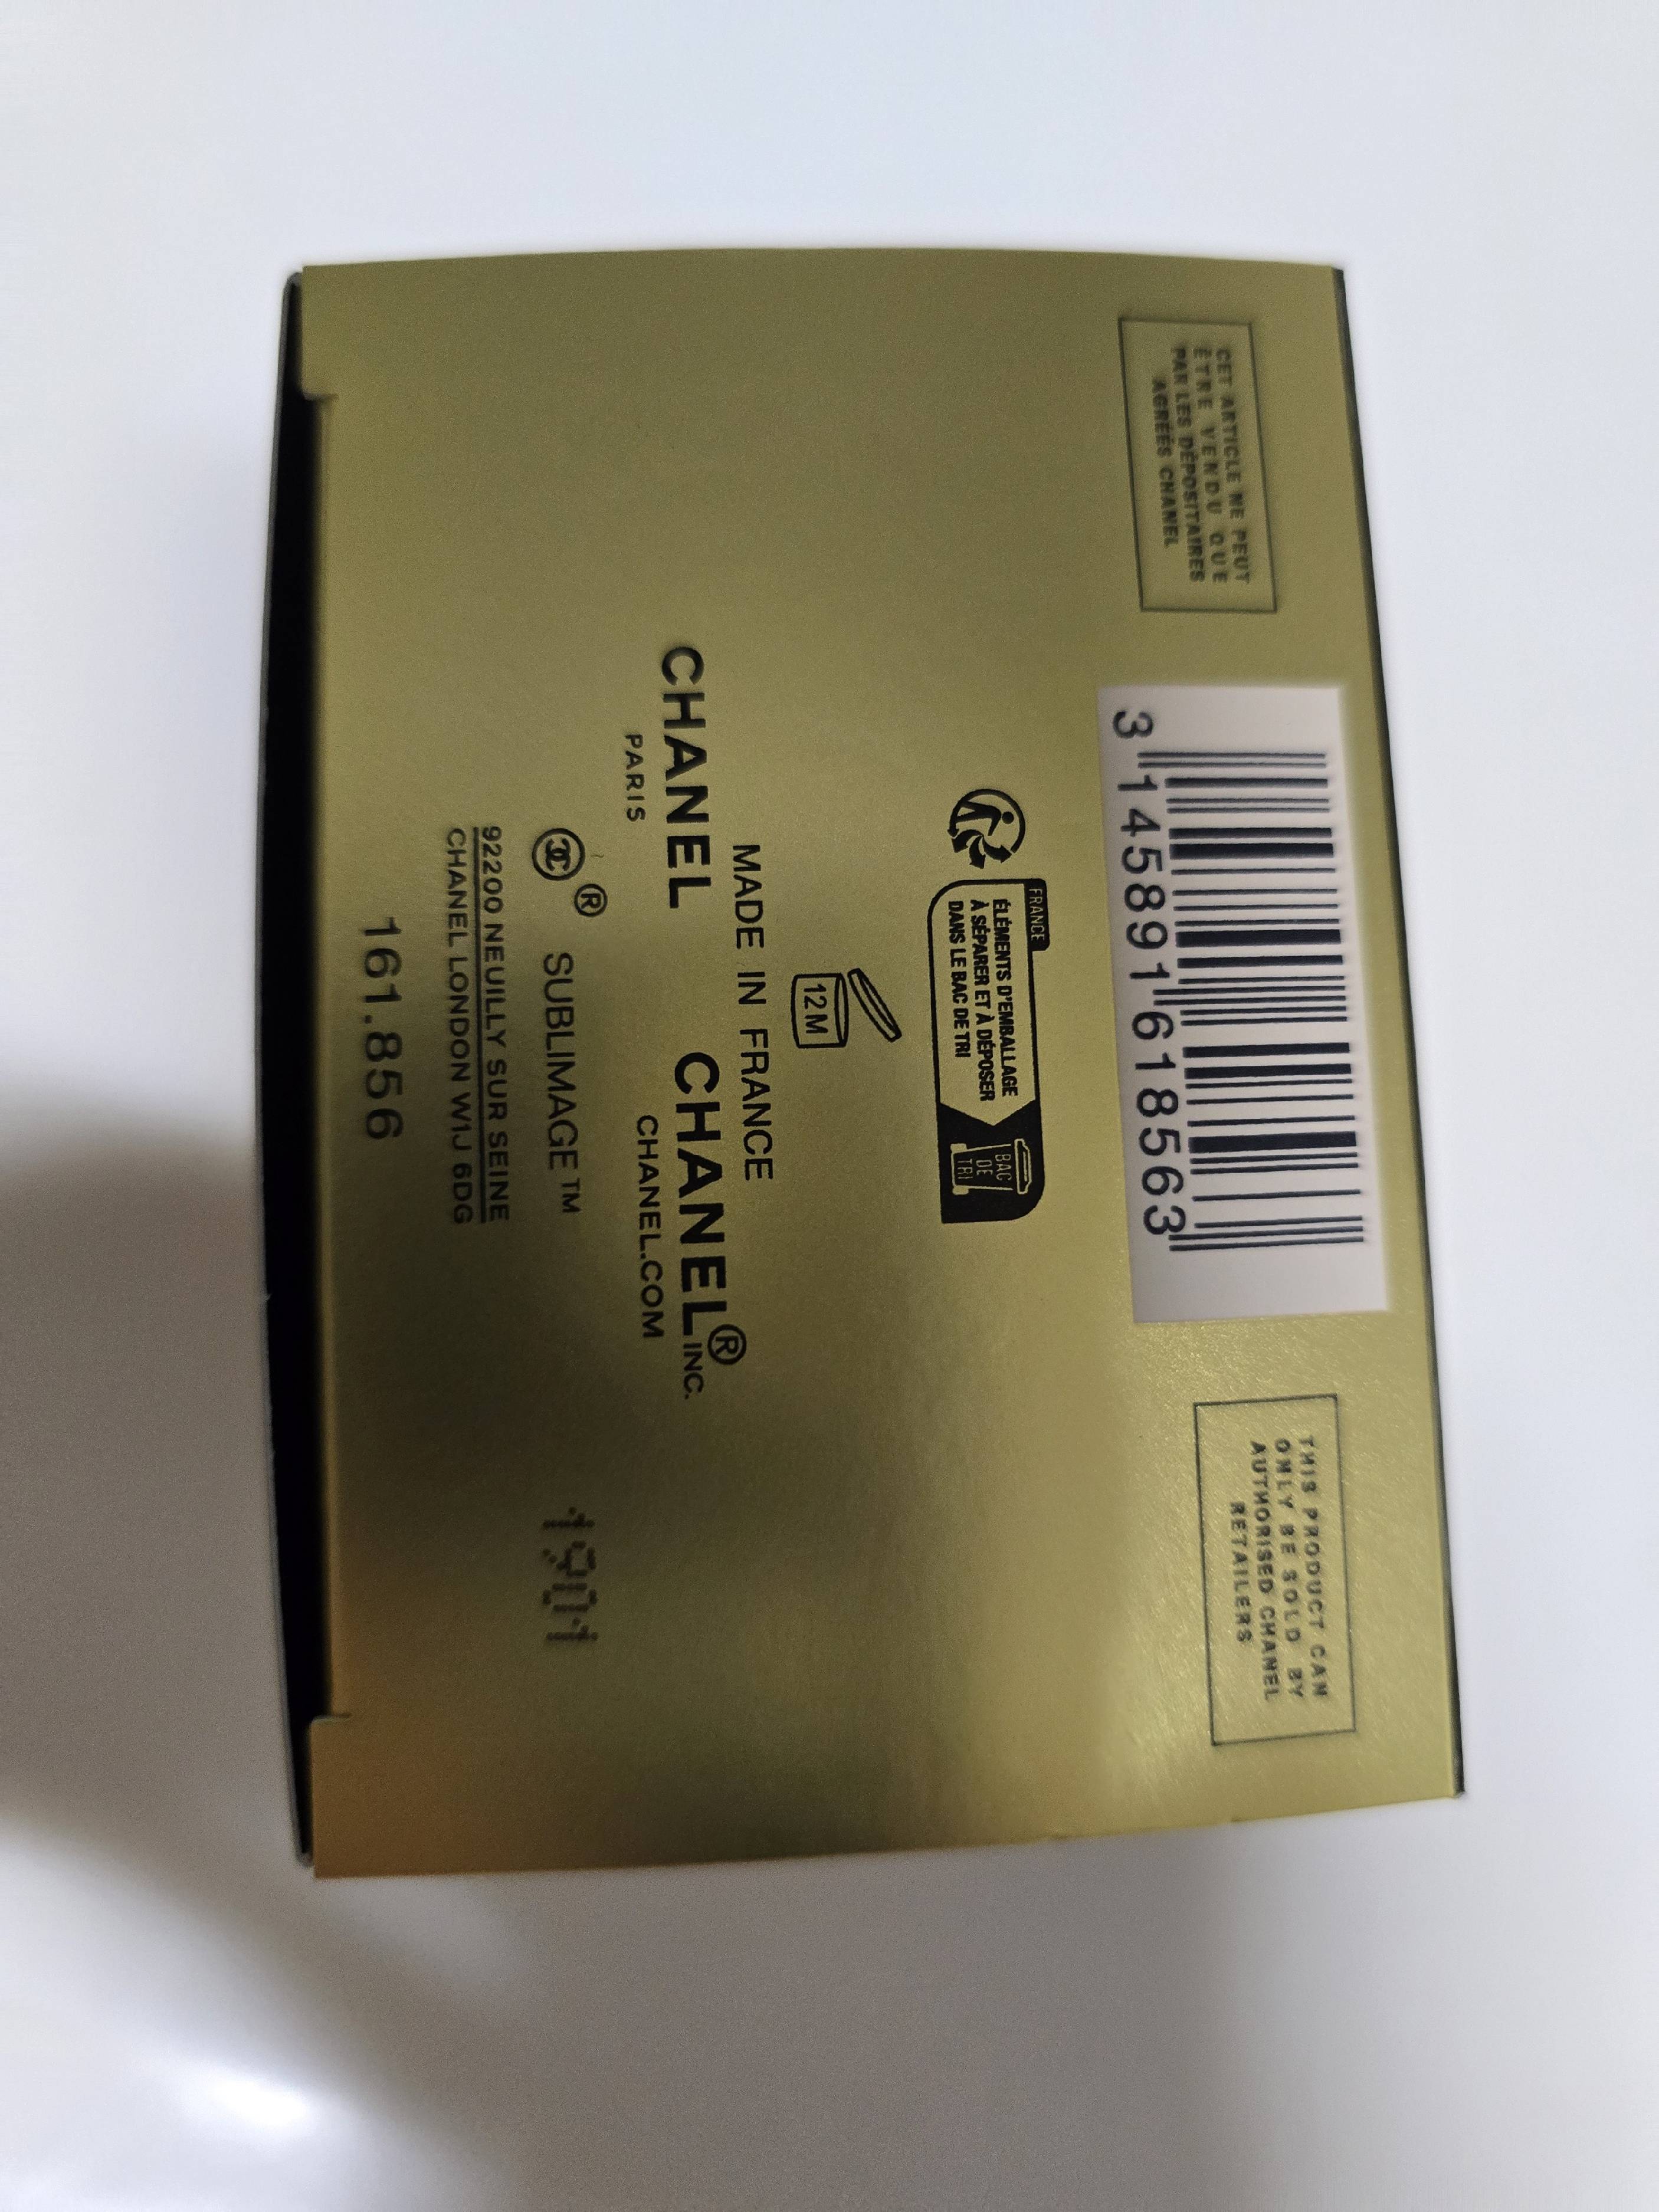 CET ARTICLE NE PEUT
ÊTRE VENDU QUE
PAR LES DÉPOSITAIRES
AGRÉÉS CHANEL
3 145891 618563
THIS PRODUCT CAN
ONLY BE SOLD BY
AUTHORISED CHANEL
RETAILERS
FRANCE
ÉLÉMENTS D'EMBALLAGE
À SÉPARER ET À DÉPOSER
DANS LE BAC DE TRI
BAC
DE
TRI
12 M
MADE IN FRANCE
CHANEL CHANEL® INC.
PARIS CHANEL.COM
® SUBLIMAGE™
1901
92200 NEUILLY SUR SEINE
CHANEL LONDON W1J 6DG
161.856